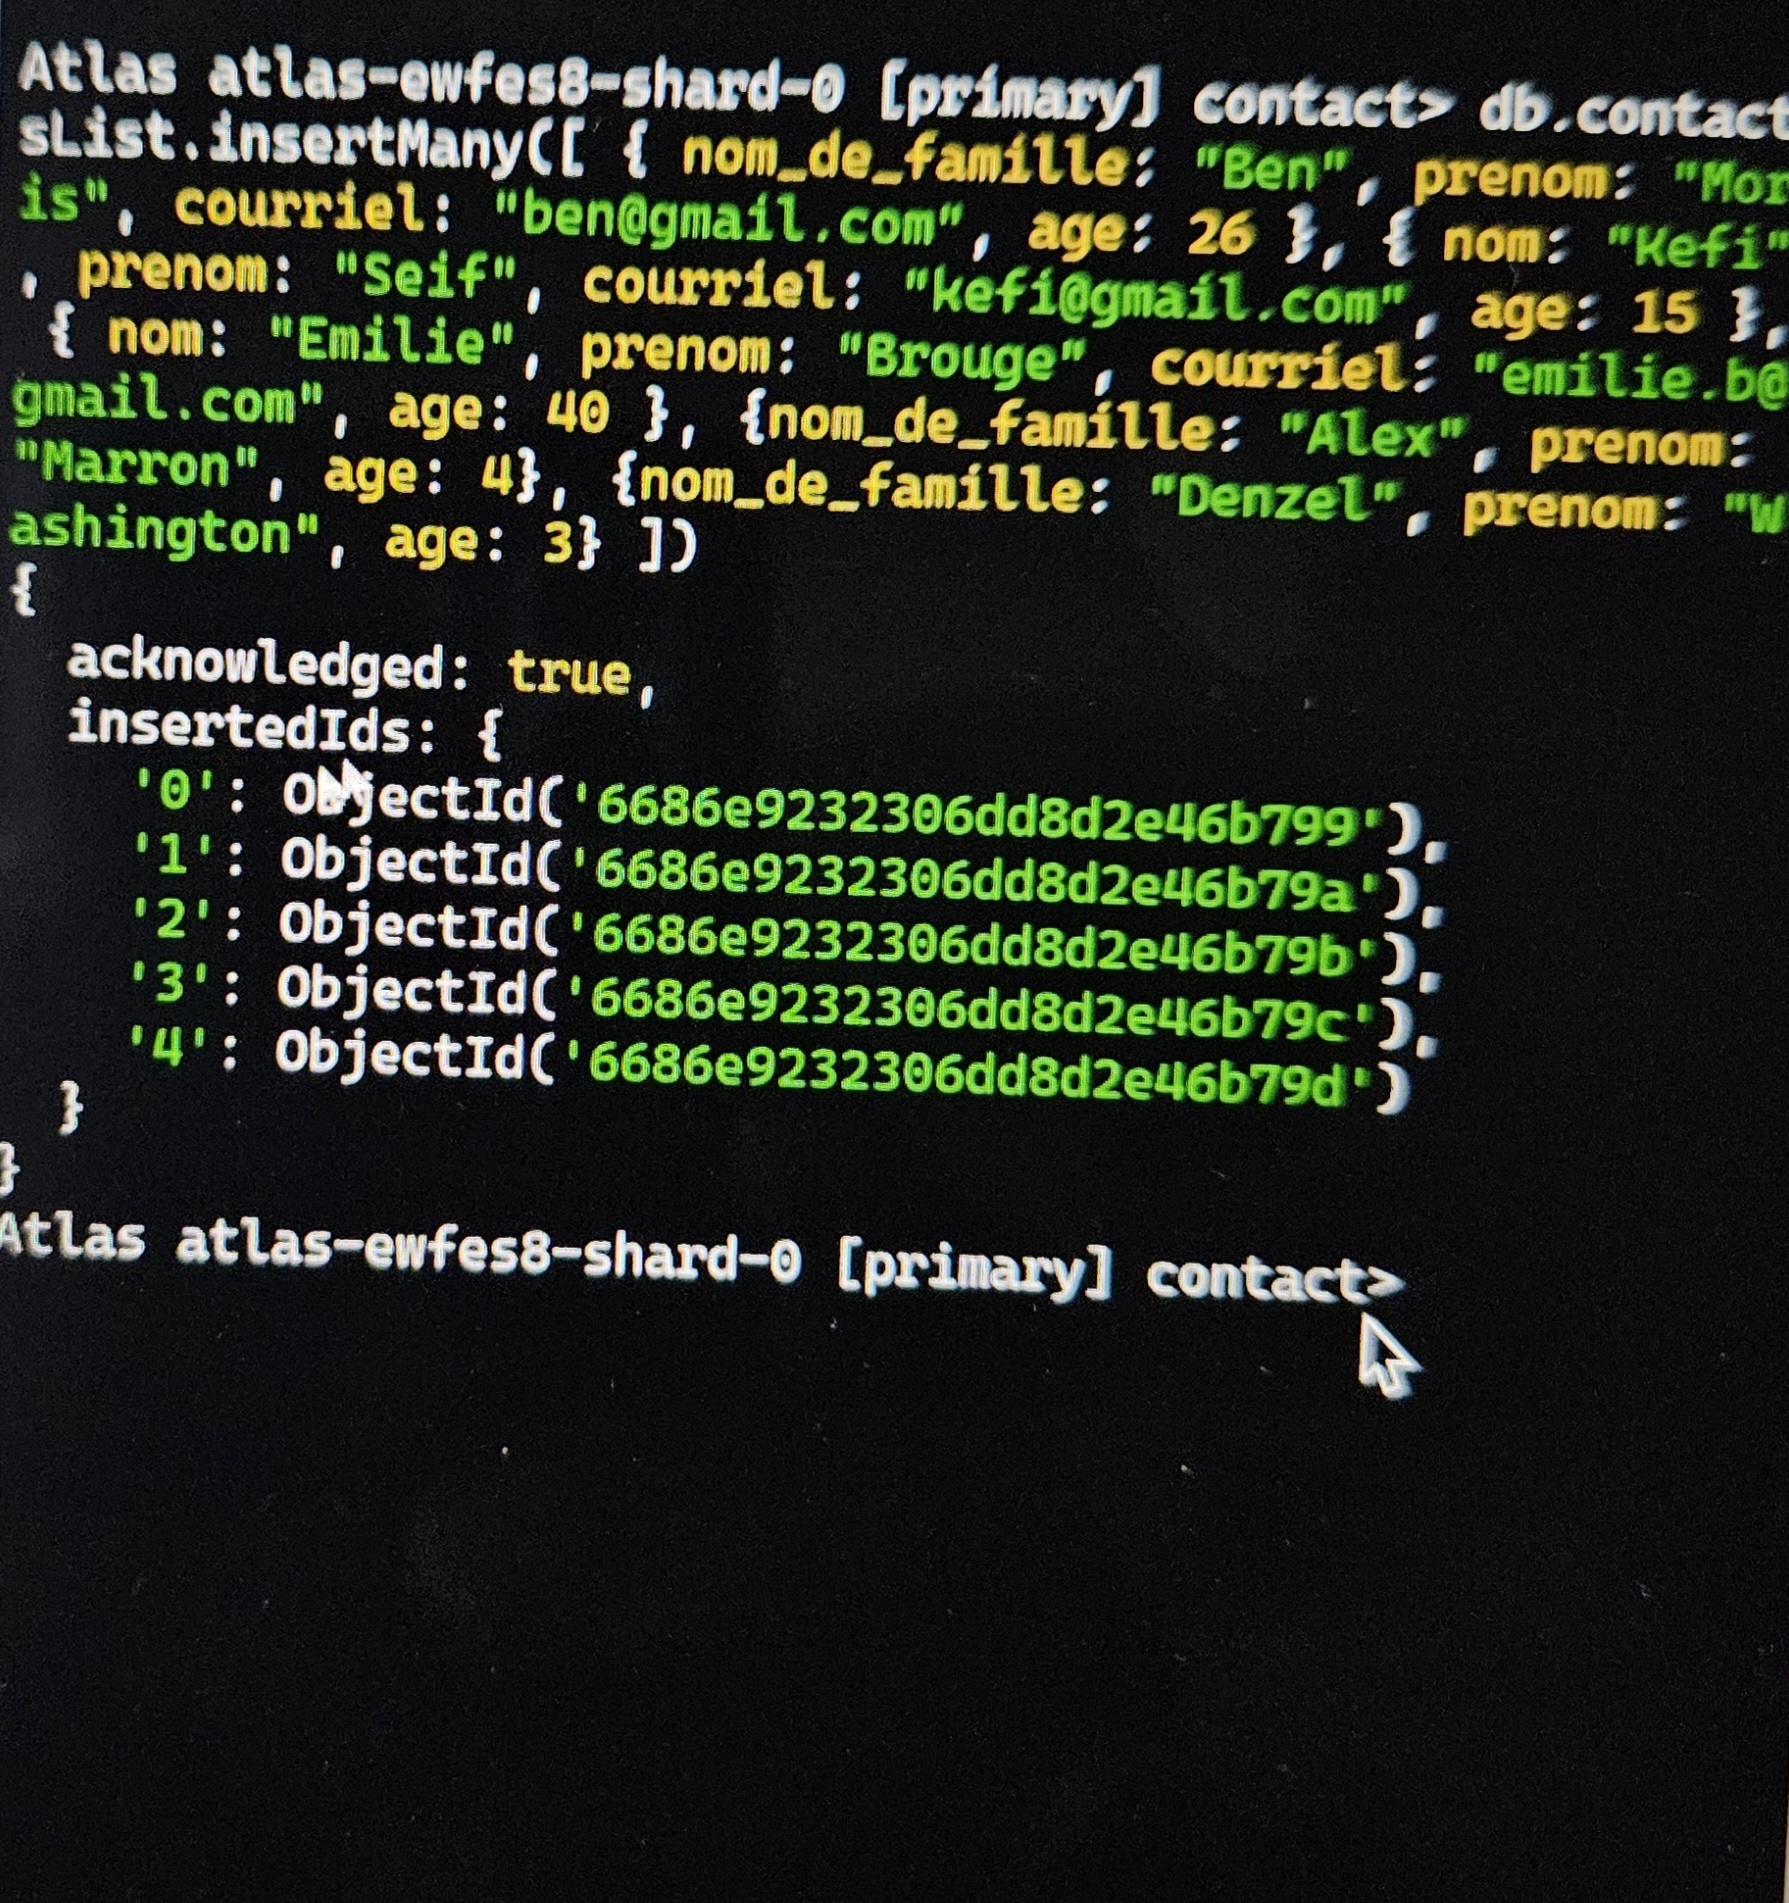 Atlas atlas-ewfes8-shard-0 [primary] contact> db.contact
sList.insertMany([ { nom_de_famille: "Ben", prenom: "Mor
is", courriel: "ben@gmail.com", age: 26 }, { nom: "Kefi"
, prenom: "Seif", courriel: "kefi@gmail.com", age: 15 },
{ nom: "Emilie", prenom: "Brouge", courriel: "emilie.b@
gmail.com", age: 40 }, {nom_de_famille: "Alex", prenom:
"Marron", age: 4}, {nom_de_famille: "Denzel", prenom: "W
ashington", age: 3} ])
{
acknowledged: true,
insertedIds: {
'0': ObjectId('6686e9232306dd8d2e46b799'),
'1': ObjectId('6686e9232306dd8d2e46b79a'),
'2': ObjectId('6686e9232306dd8d2e46b79b'),
'3': ObjectId('6686e9232306dd8d2e46b79c'),
'4': ObjectId('6686e9232306dd8d2e46b79d')
}
}
Atlas atlas-ewfes8-shard-0 [primary] contact>